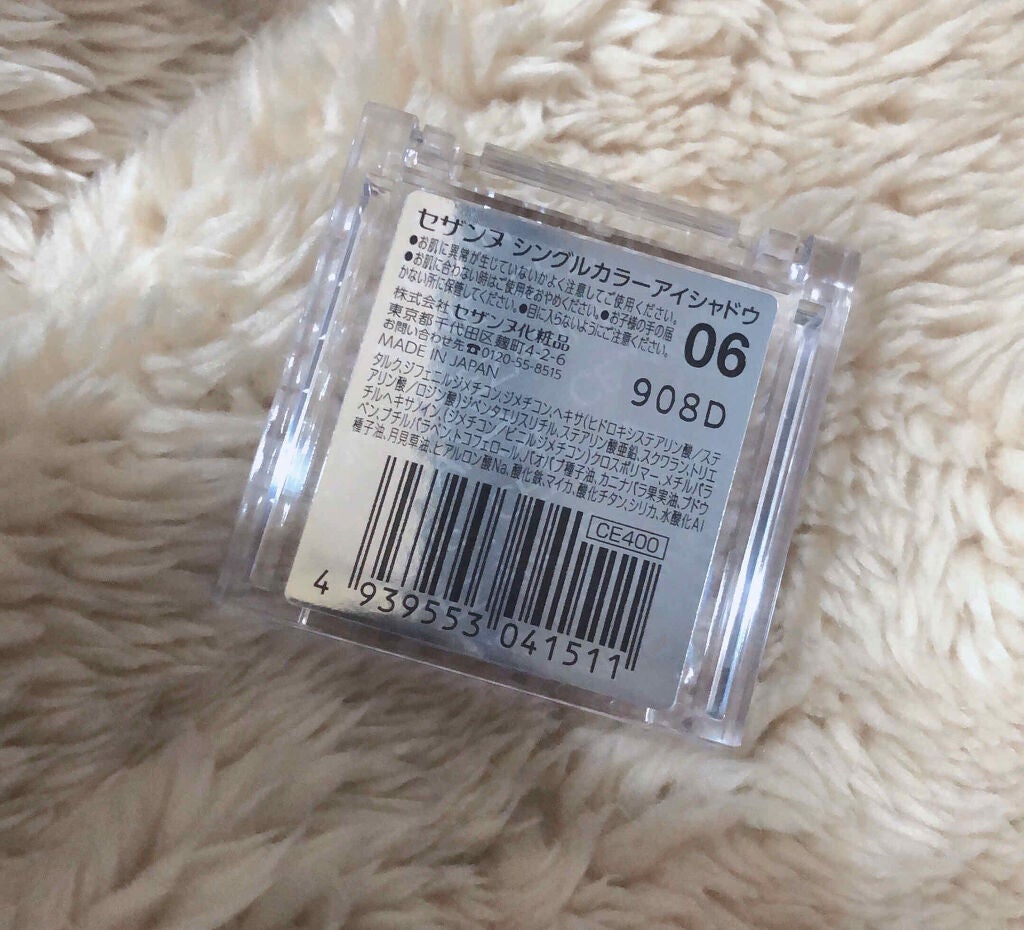 セザンヌ シングルカラーアイシャドウ
●お肌に異常が生じていないかよく注意してご使用ください。
●お肌に合わない時はご使用をおやめください。●お子様の手の届
かない所に保管してください。●目に入らないようにご注意ください。
06
株式会社セザンヌ化粧品
東京都千代田区麹町4-2-6
お問い合わせ先☎0120-55-8515
MADE IN JAPAN
908D
タルク、ジフェニルジメチコン、ジメチコン、ヘキサ(ヒドロキシステアリン酸/ステ
アリン酸/ロジン酸)ジペンタエリスリチル、ステアリン酸亜鉛、スクワラン、トリエ
チルヘキサノイン、(ジメチコン/ビニルジメチコン)クロスポリマー、メチルパラ
ベン、ブチルパラベン、トコフェロール、バオバブ種子油、カニナバラ果実油、ブドウ
種子油、月見草油、ヒアルロン酸Na、酸化鉄、マイカ、酸化チタン、シリカ、水酸化Al
CE400
4 939553 041511